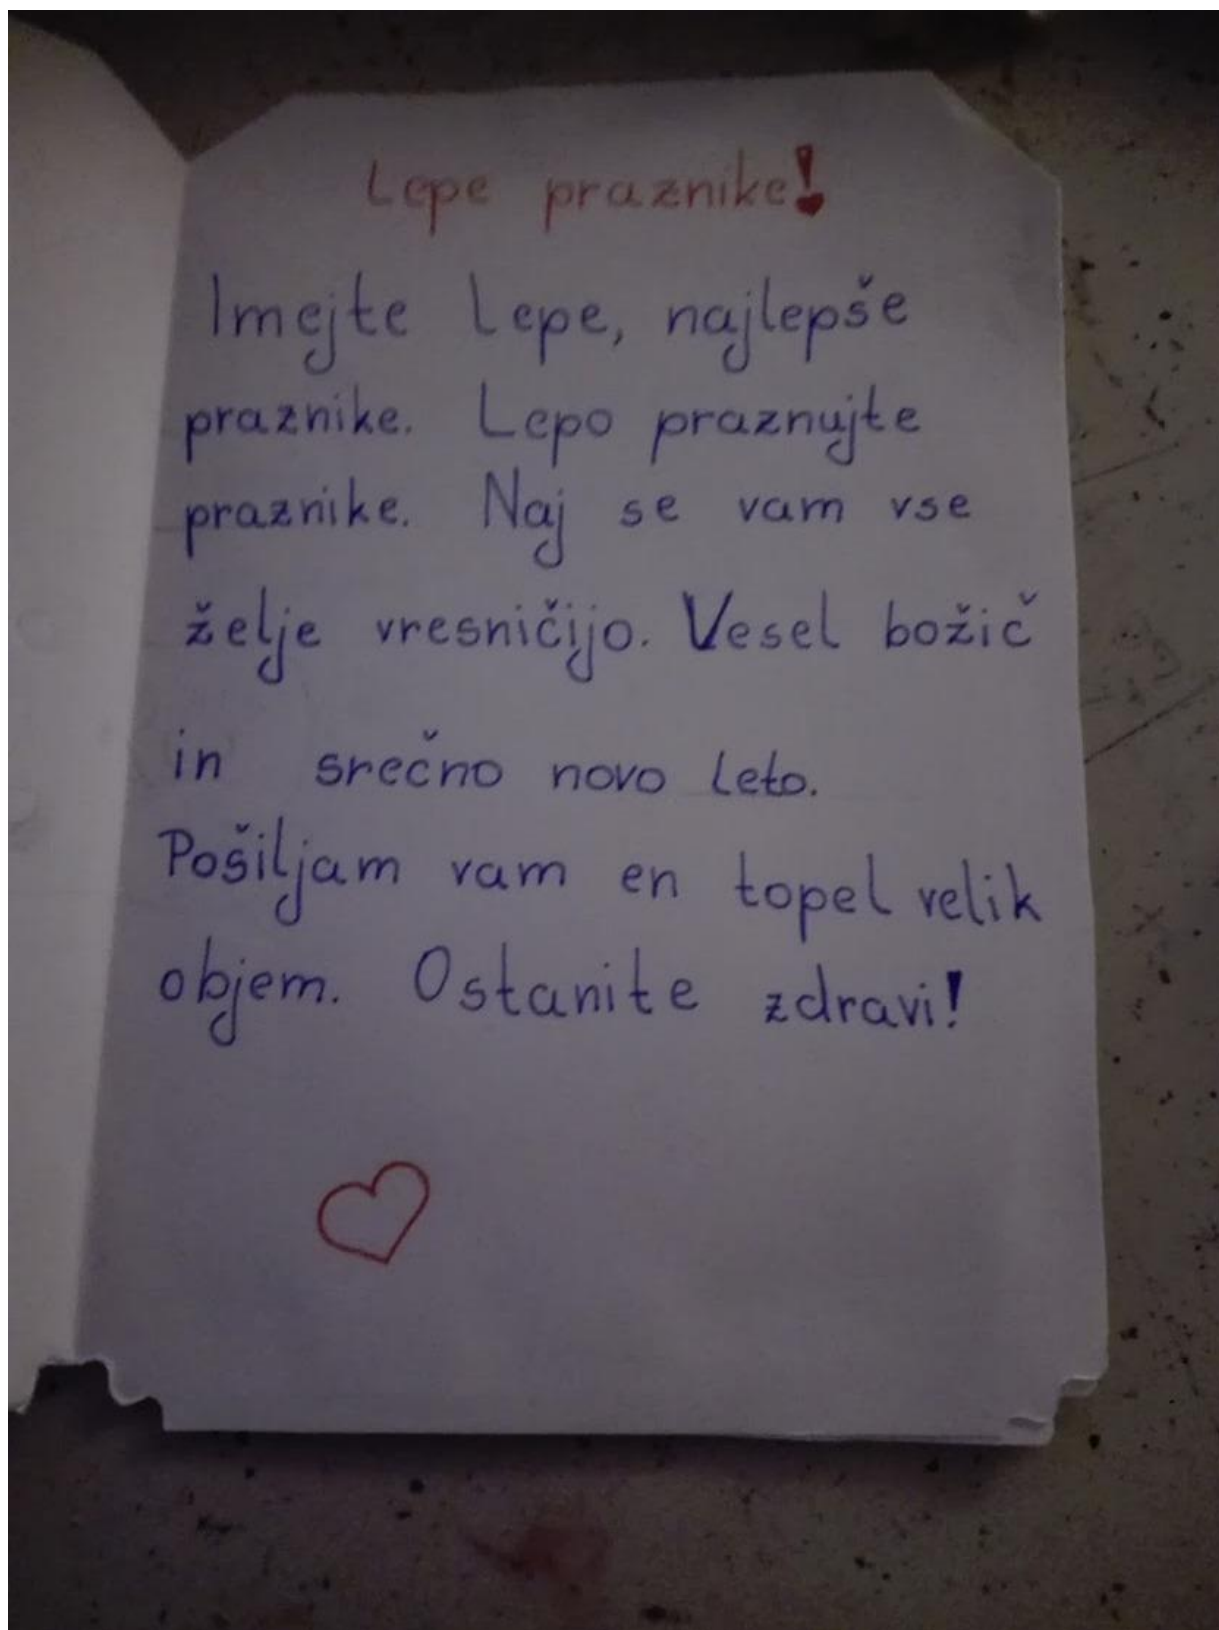 Lepe praznike!
Imejte lepe, najlepše
praznike. Lepo praznujte
praznike. Naj se vam vse
želje vresničijo. Vesel božič
in srečno novo leto.
Pošiljam vam en topel velik
objem. Ostanite zdravi!